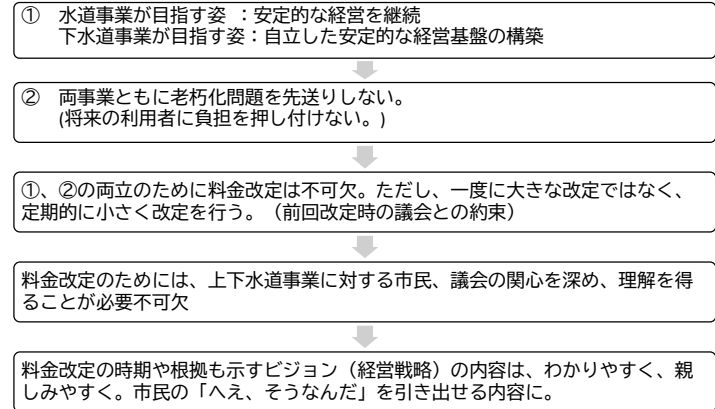 ① 水道事業が目指す姿 ：安定的な経営を継続
下水道事業が目指す姿：自立した安定的な経営基盤の構築
② 両事業ともに老朽化問題を先送りしない。
(将来の利用者に負担を押し付けない。)
①、②の両立のために料金改定は不可欠。ただし、一度に大きな改定ではなく、
定期的に小さく改定を行う。（前回改定時の議会との約束）
料金改定のためには、上下水道事業に対する市民、議会の関心を深め、理解を得
ることが必要不可欠
料金改定の時期や根拠も示すビジョン（経営戦略）の内容は、わかりやすく、親
しみやすく。市民の「へえ、そうなんだ」を引き出せる内容に。